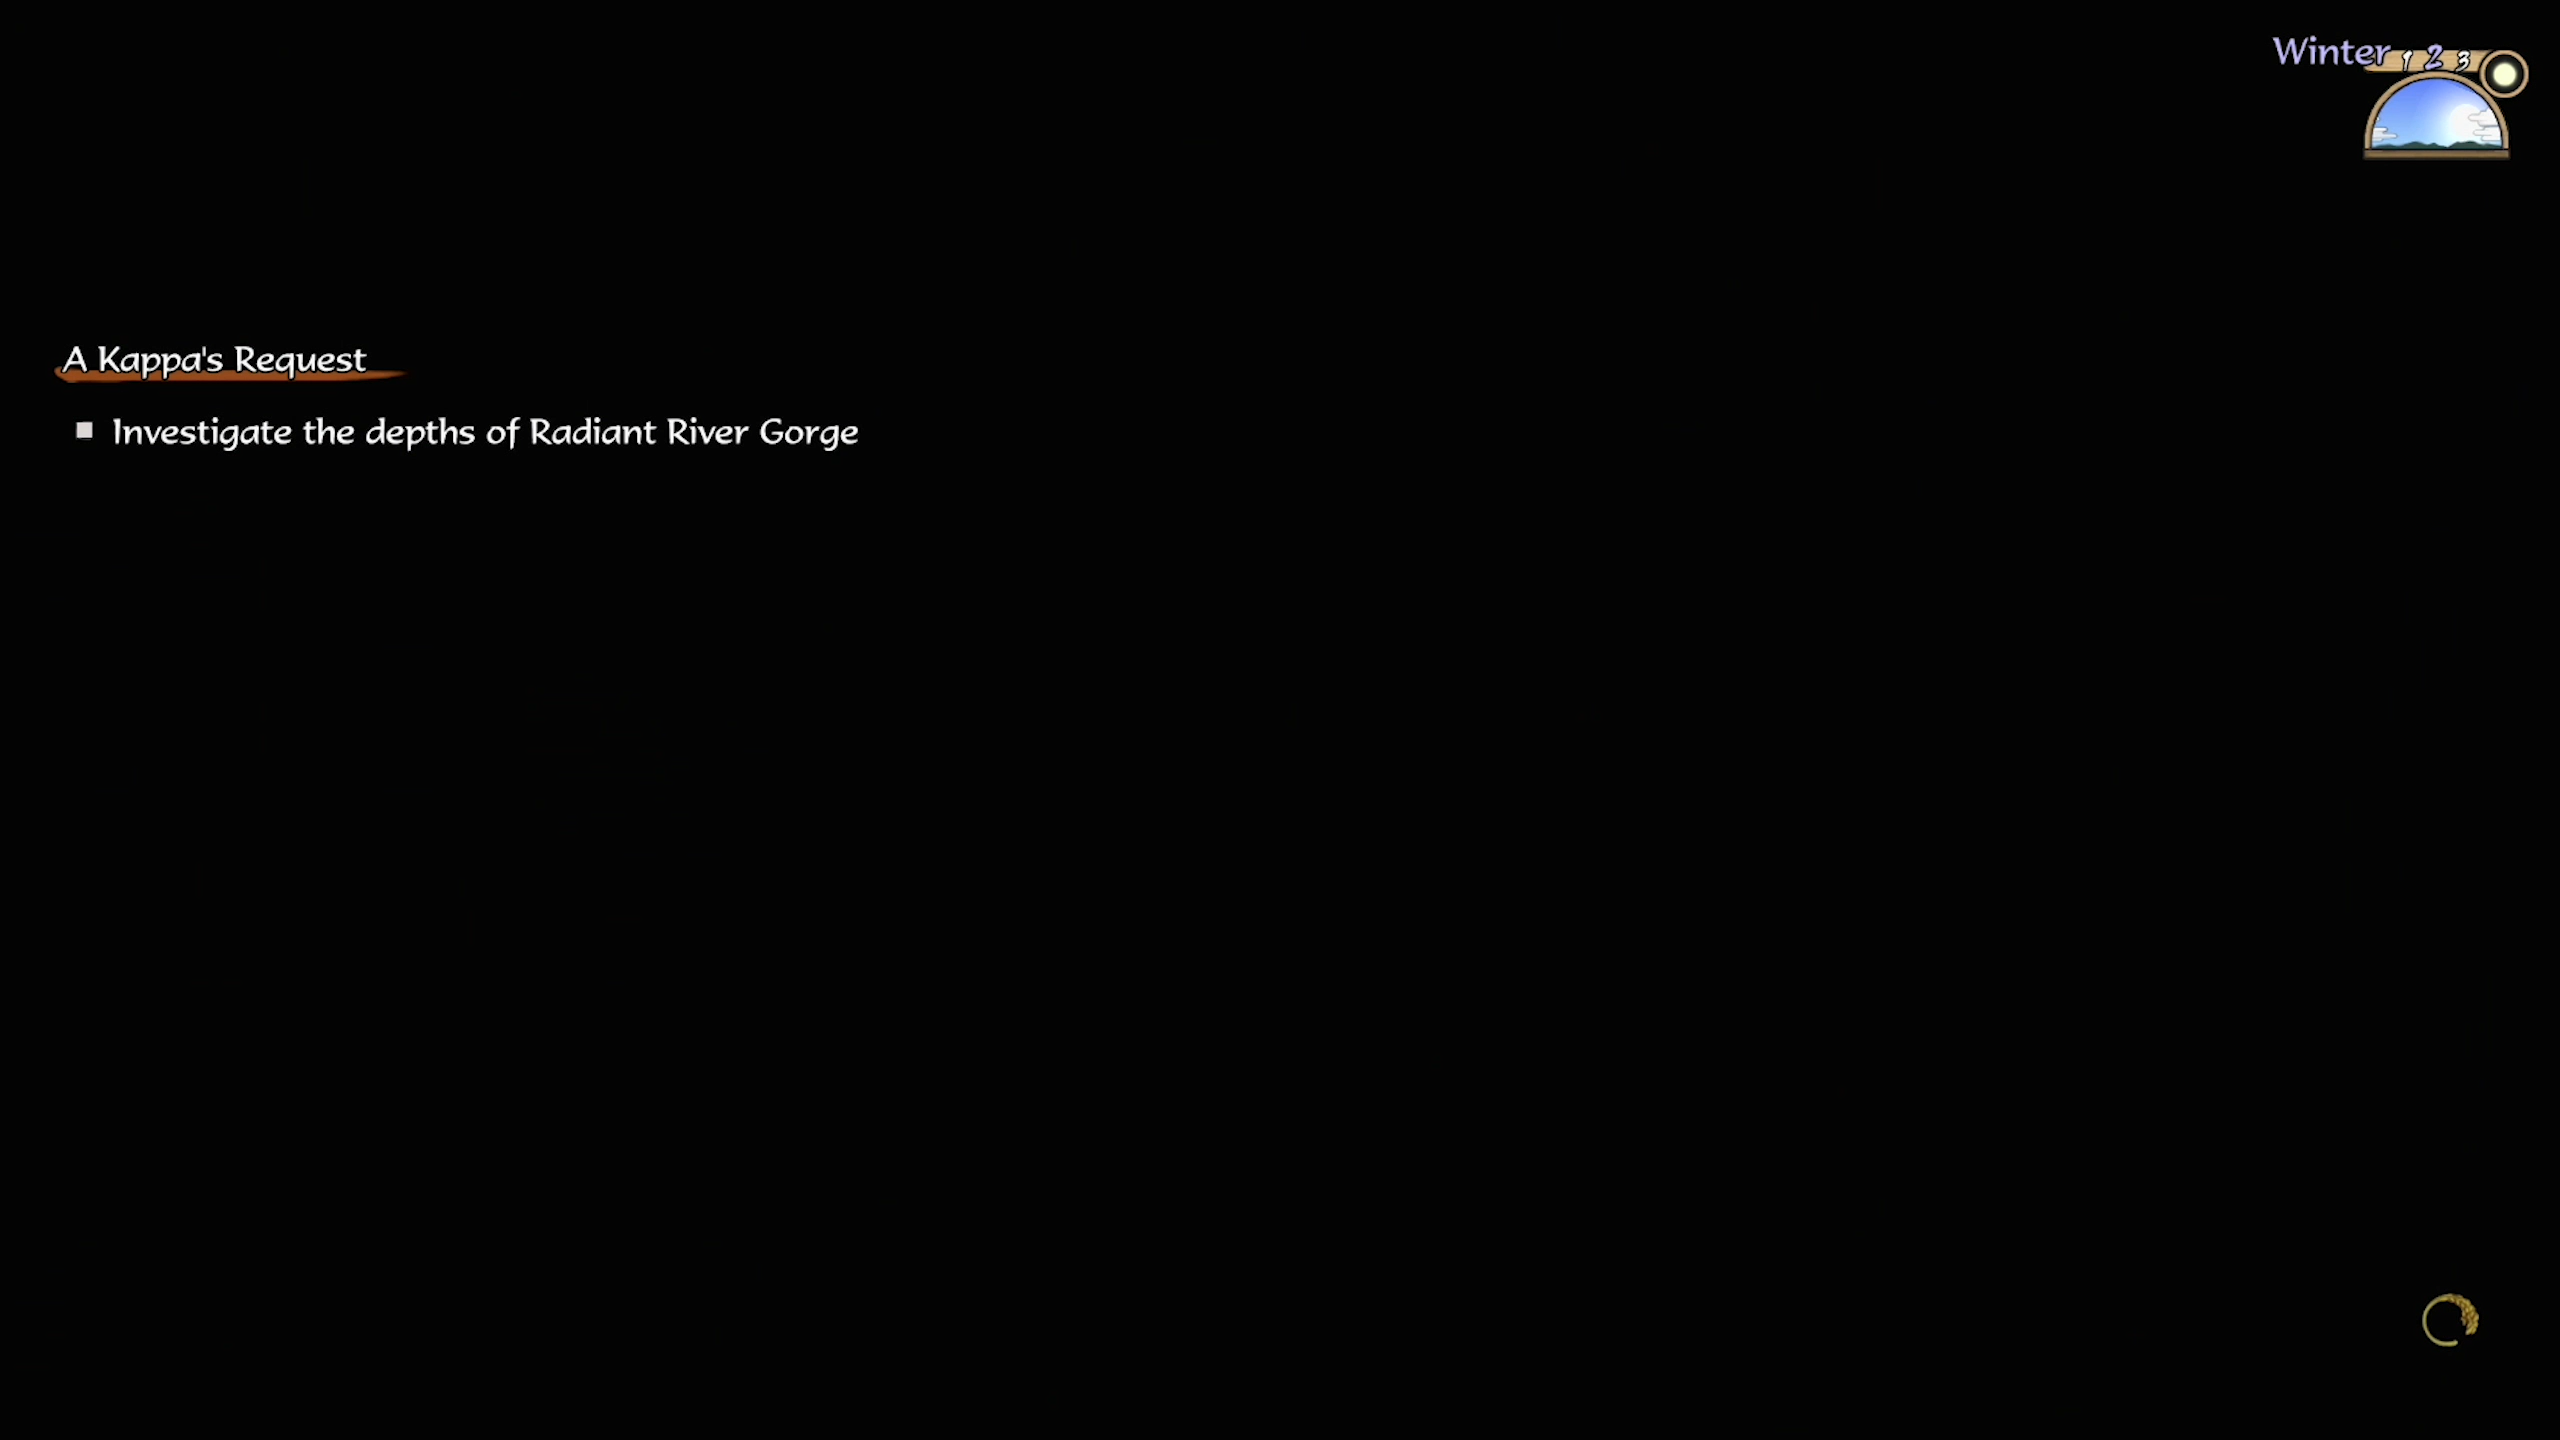 Winter 1 2 3
A Kappa's Request
Investigate the depths of Radiant River Gorge